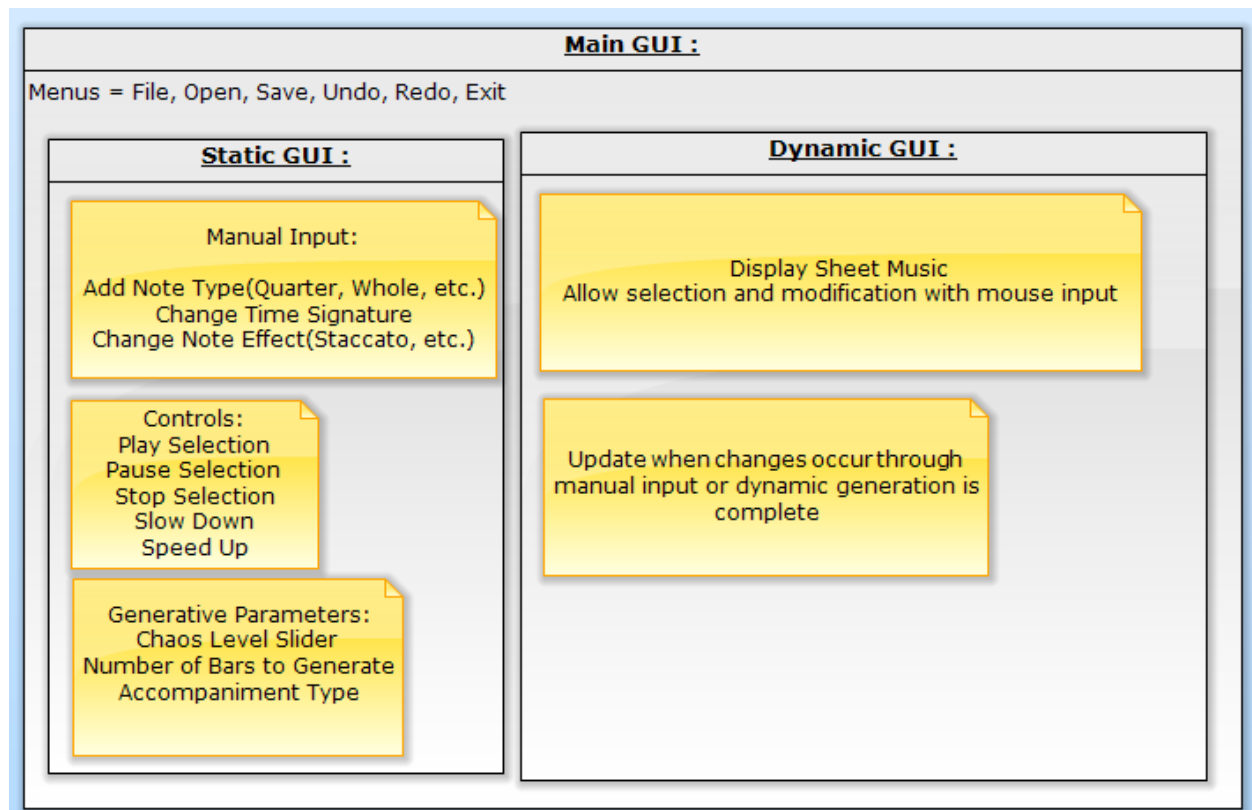 Main GUI :
Menus = File, Open, Save, Undo, Redo, Exit
Static GUI :
Manual Input:
Add Note Type(Quarter, Whole, etc.)
Change Time Signature
Change Note Effect(Staccato, etc.)
Controls:
Play Selection
Pause Selection
Stop Selection
Slow Down
Speed Up
Generative Parameters:
Chaos Level Slider
Number of Bars to Generate
Accompaniment Type
Dynamic GUI :
Display Sheet Music
Allow selection and modification with mouse input
Update when changes occur through
manual input or dynamic generation is
complete